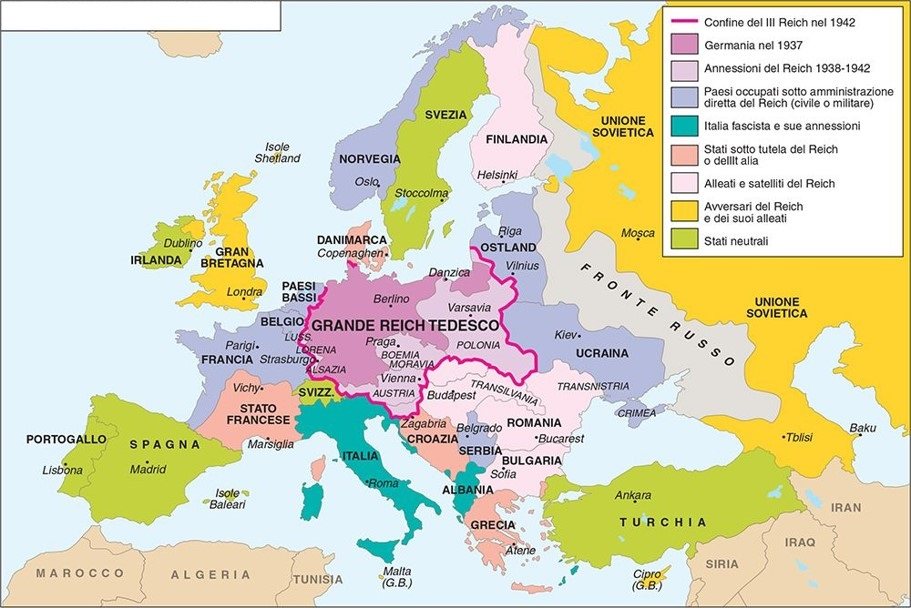 Confine del III Reich nel 1942
Germania nel 1937
Annessioni del Reich 1938-1942
Paesi occupati sotto amministrazione
diretta del Reich (civile o militare)
Italia fascista e sue annessioni
Stati sotto tutela del Reich
o dellIt alia
Alleati e satelliti del Reich
Avversari del Reich
e dei suoi alleati
Stati neutrali
SVEZIA
UNIONE
SOVIETICA
FINLANDIA
Isole
Shetland
NORVEGIA
Helsinki
Oslo
Stoccolma
Riga
Mosca
DANIMARCA
Copenaghen
OSTLAND
Dublino
IRLANDA
GRAN
BRETAGNA
Vilnius
Danzica
FRONTE RUSSO
Londra
PAESI
BASSI
Berlino
Varsavia
UNIONE
SOVIETICA
BELGIO
GRANDE REICH TEDESCO
LUSS.
Praga
POLONIA
Kiev
Parigi
LORENA
BOEMIA
UCRAINA
FRANCIA
Strasburgo
MORAVIA
ALSAZIA
Vienna
Vichy
SVIZZ.
AUSTRIA
Budapest
TRANSILVANIA
TRANSNISTRIA
STATO
FRANCESE
CRIMEA
Zagabria
ROMANIA
Belgrado
Baku
PORTOGALLO
SPAGNA
Marsiglia
CROAZIA
Bucarest
Tblisi
ITALIA
SERBIA
BULGARIA
Lisbona
Madrid
Sofia
Roma
ALBANIA
Isole
Baleari
Ankara
IRAN
GRECIA
TURCHIA
IRAQ
Atene
SIRIA
MAROCCO
ALGERIA
TUNISIA
Malta
(G.B.)
Cipro
(G.B.)